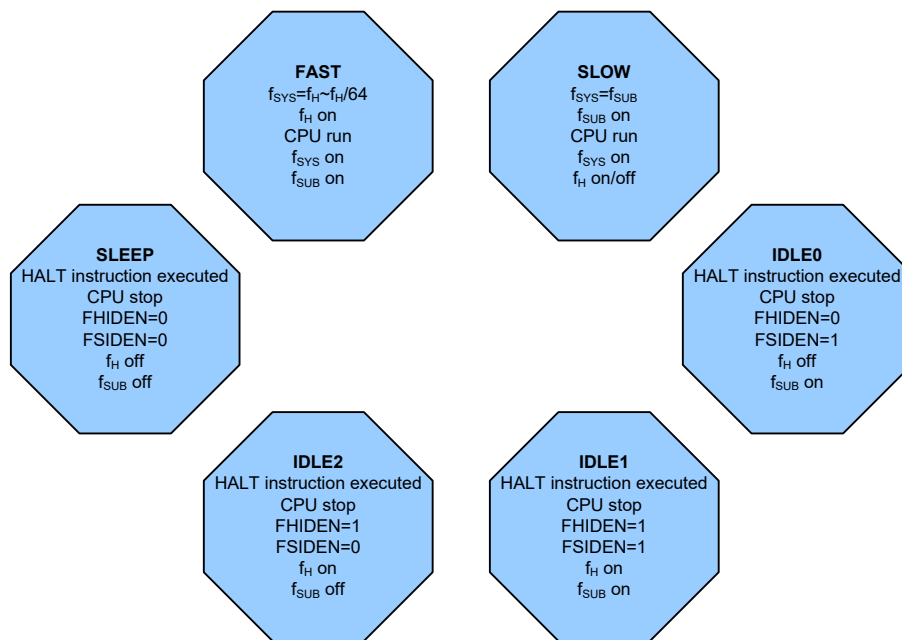 FAST
fSYS=fH~fH/64
fH on
CPU run
fSYS on
fSUB on
SLOW
fSYS=fSUB
fSUB on
CPU run
fSYS on
fH on/off
SLEEP
HALT instruction executed
CPU stop
FHIDEN=0
FSIDEN=0
fH off
fSUB off
IDLE0
HALT instruction executed
CPU stop
FHIDEN=0
FSIDEN=1
fH off
fSUB on
IDLE2
HALT instruction executed
CPU stop
FHIDEN=1
FSIDEN=0
fH on
fSUB off
IDLE1
HALT instruction executed
CPU stop
FHIDEN=1
FSIDEN=1
fH on
fSUB on